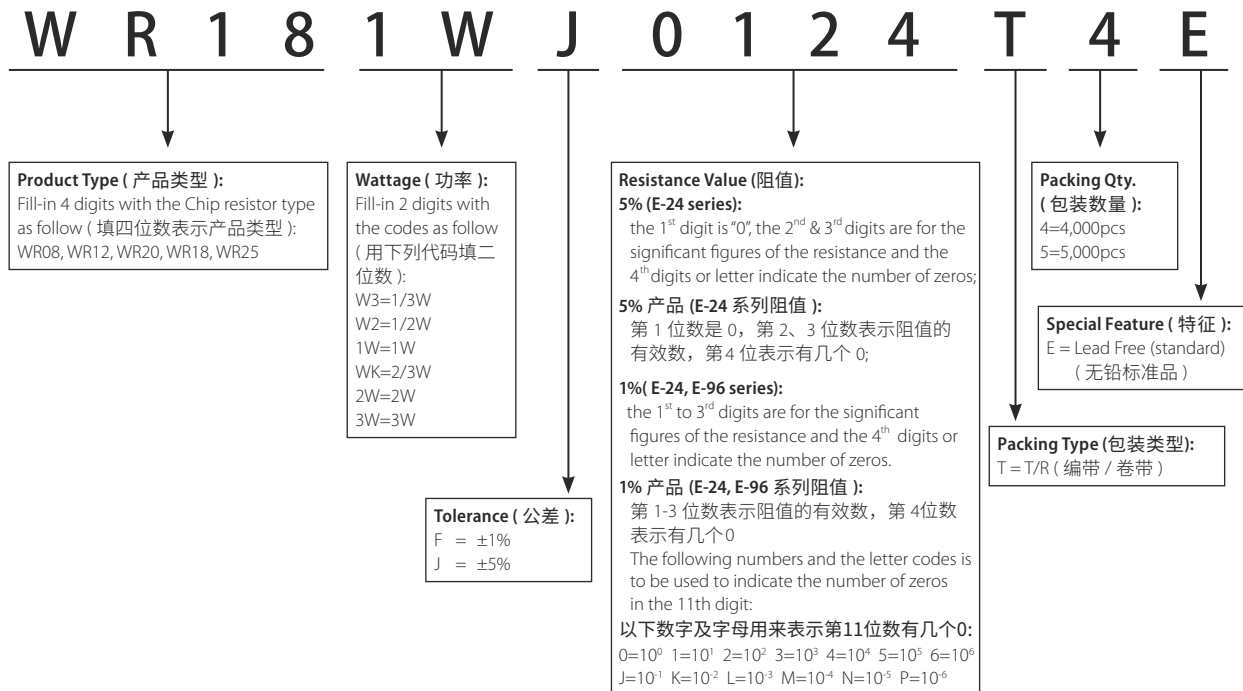 W R 1 8 1 W J 0 1 2 4 T 4 E
Product Type ( 产品类型 ):
Fill-in 4 digits with the Chip resistor type
as follow ( 填四位数表示产品类型 ):
WR08, WR12, WR20, WR18, WR25
Wattage ( 功率 ):
Fill-in 2 digits with
the codes as follow
( 用下列代码填二
位数 ):
W3=1/3W
W2=1/2W
1W=1W
WK=2/3W
2W=2W
3W=3W
Tolerance ( 公差 ):
F = ±1%
J = ±5%
Resistance Value (阻值):
5% (E-24 series):
the 1st digit is "0", the 2nd & 3rd digits are for the
significant figures of the resistance and the
4th digits or letter indicate the number of zeros;
5% 产品 (E-24 系列阻值 ):
第 1 位数是 0，第 2、3 位数表示阻值的
有效数，第 4 位表示有几个 0;
1%( E-24, E-96 series):
the 1st to 3rd digits are for the significant
figures of the resistance and the 4th digits or
letter indicate the number of zeros.
1% 产品 (E-24, E-96 系列阻值 ):
第 1-3 位数表示阻值的有效数，第 4位数
表示有几个0
The following numbers and the letter codes is
to be used to indicate the number of zeros
in the 11th digit:
以下数字及字母用来表示第11位数有几个0:
0=10⁰ 1=10¹ 2=10² 3=10³ 4=10⁴ 5=10⁵ 6=10⁶
J=10⁻¹ K=10⁻² L=10⁻³ M=10⁻⁴ N=10⁻⁵ P=10⁻⁶
Packing Qty.
( 包装数量 ):
4=4,000pcs
5=5,000pcs
Special Feature ( 特征 ):
E = Lead Free (standard)
( 无铅标准品 )
Packing Type (包装类型):
T = T/R ( 编带 / 卷带 )